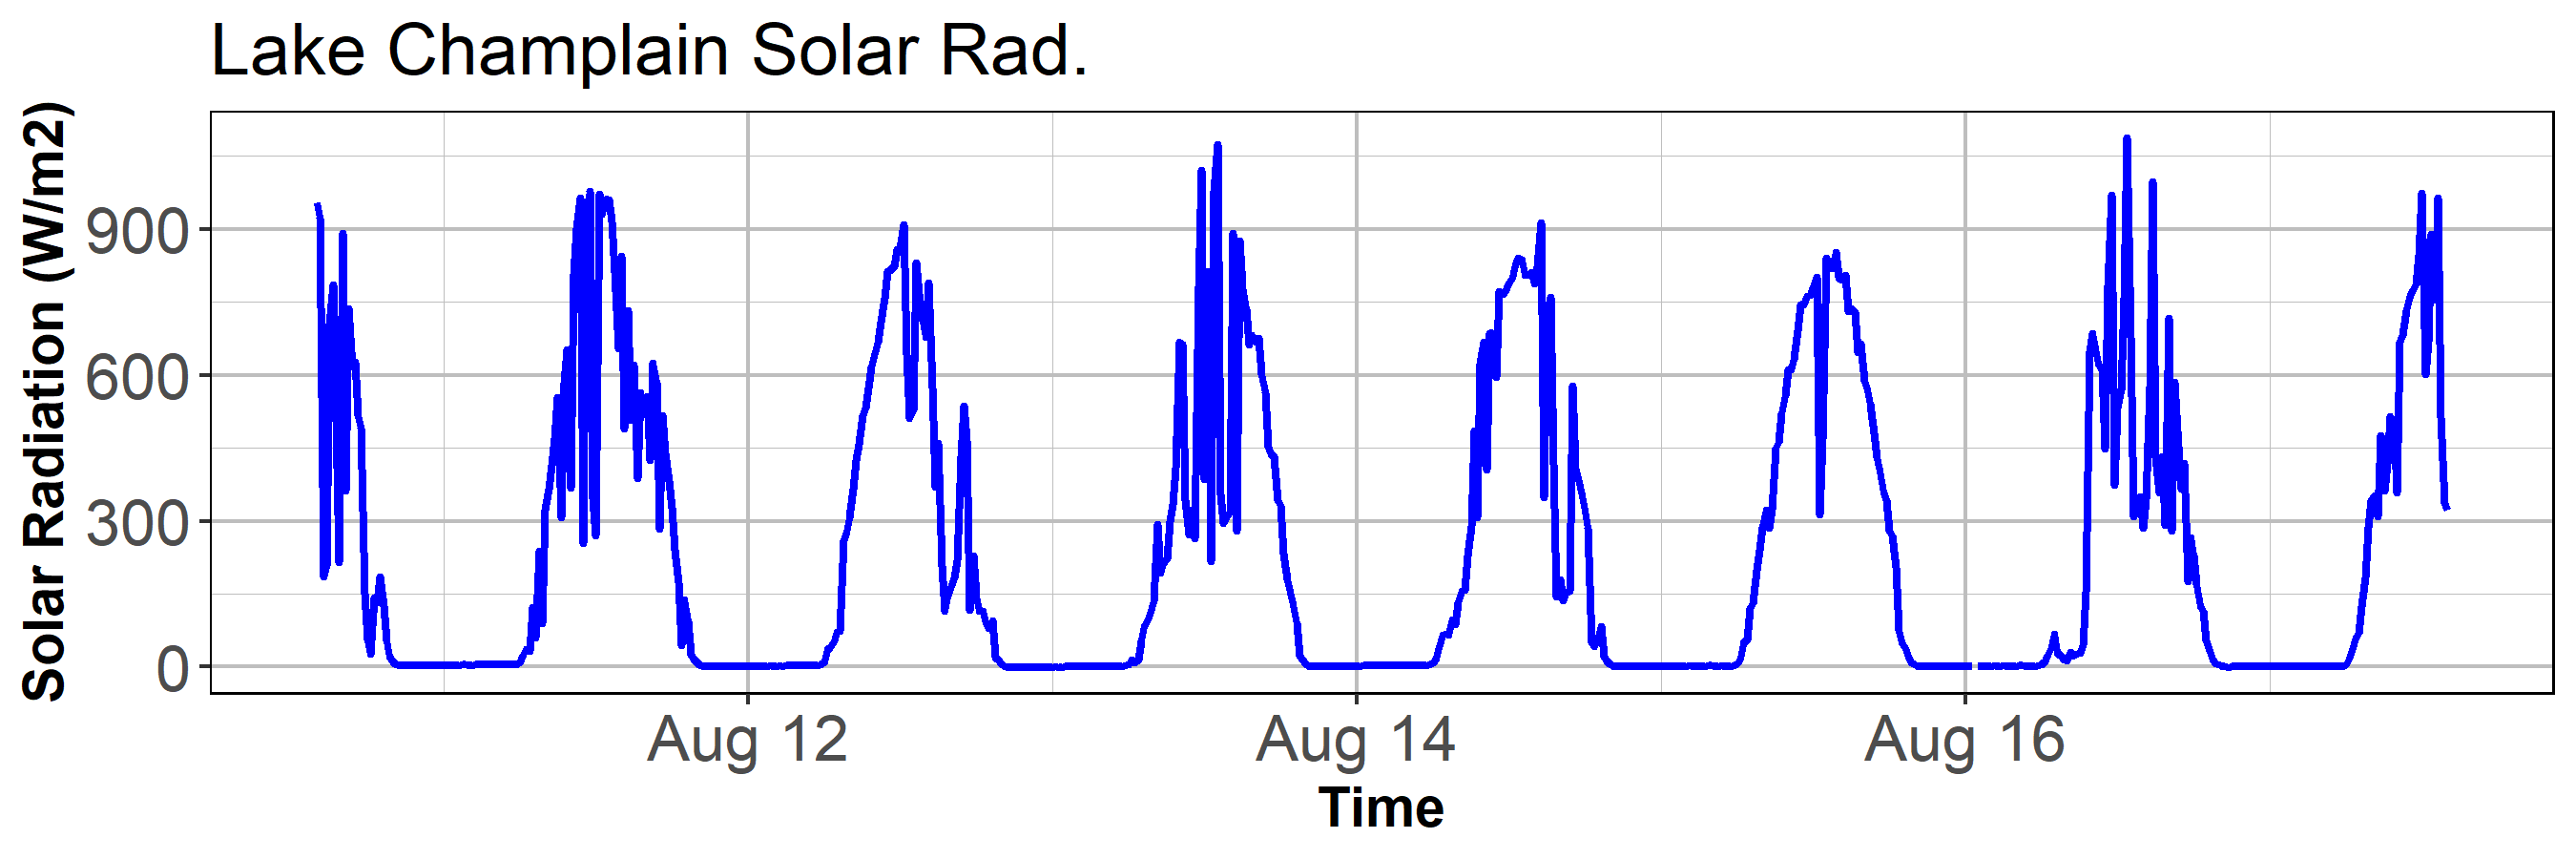 Lake Champlain Solar Rad.
Solar Radiation (W/m2)
900
600
300
0
Aug 12
Aug 14
Aug 16
Time